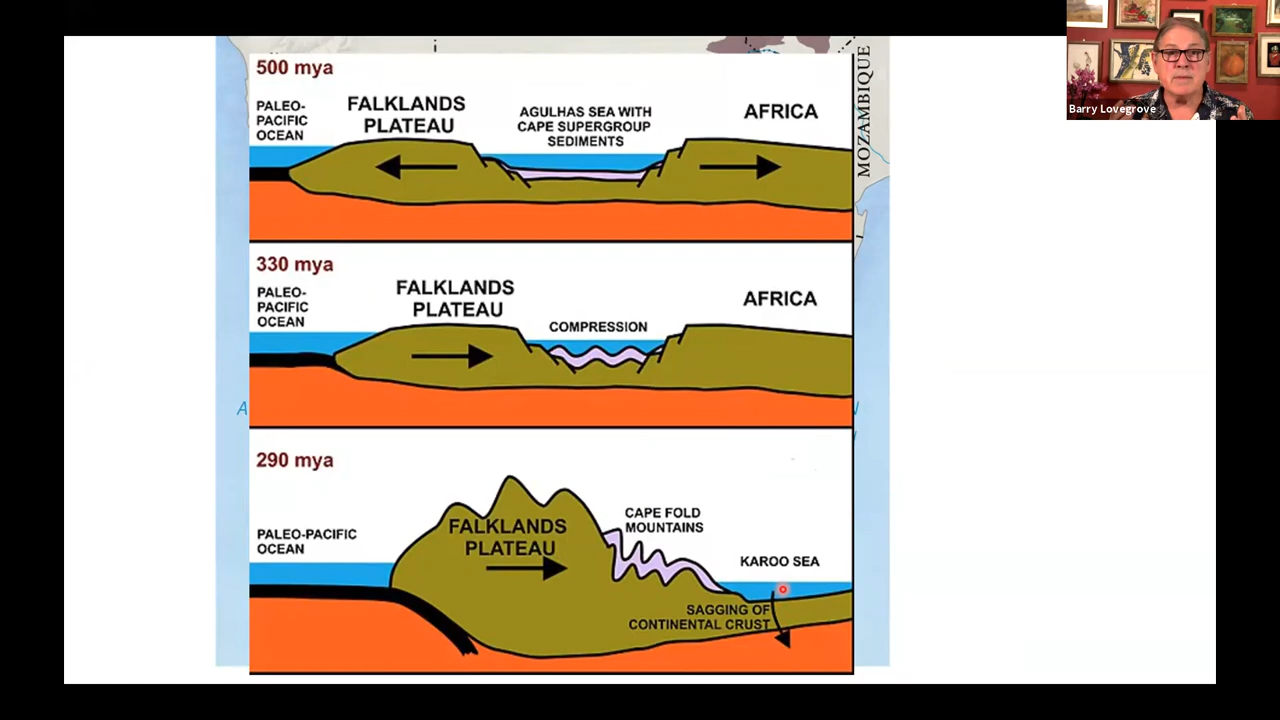 500 mya
PALEO-
PACIFIC
OCEAN
FALKLANDS
PLATEAU
AGULHAS SEA WITH
CAPE SUPERGROUP
SEDIMENTS
AFRICA
330 mya
PALEO-
PACIFIC
OCEAN
FALKLANDS
PLATEAU
COMPRESSION
AFRICA
290 mya
PALEO-PACIFIC
OCEAN
FALKLANDS
PLATEAU
CAPE FOLD
MOUNTAINS
KAROO SEA
SAGGING OF
CONTINENTAL CRUST
MOZAMBIQUE
A
N
Barry Lovegrove